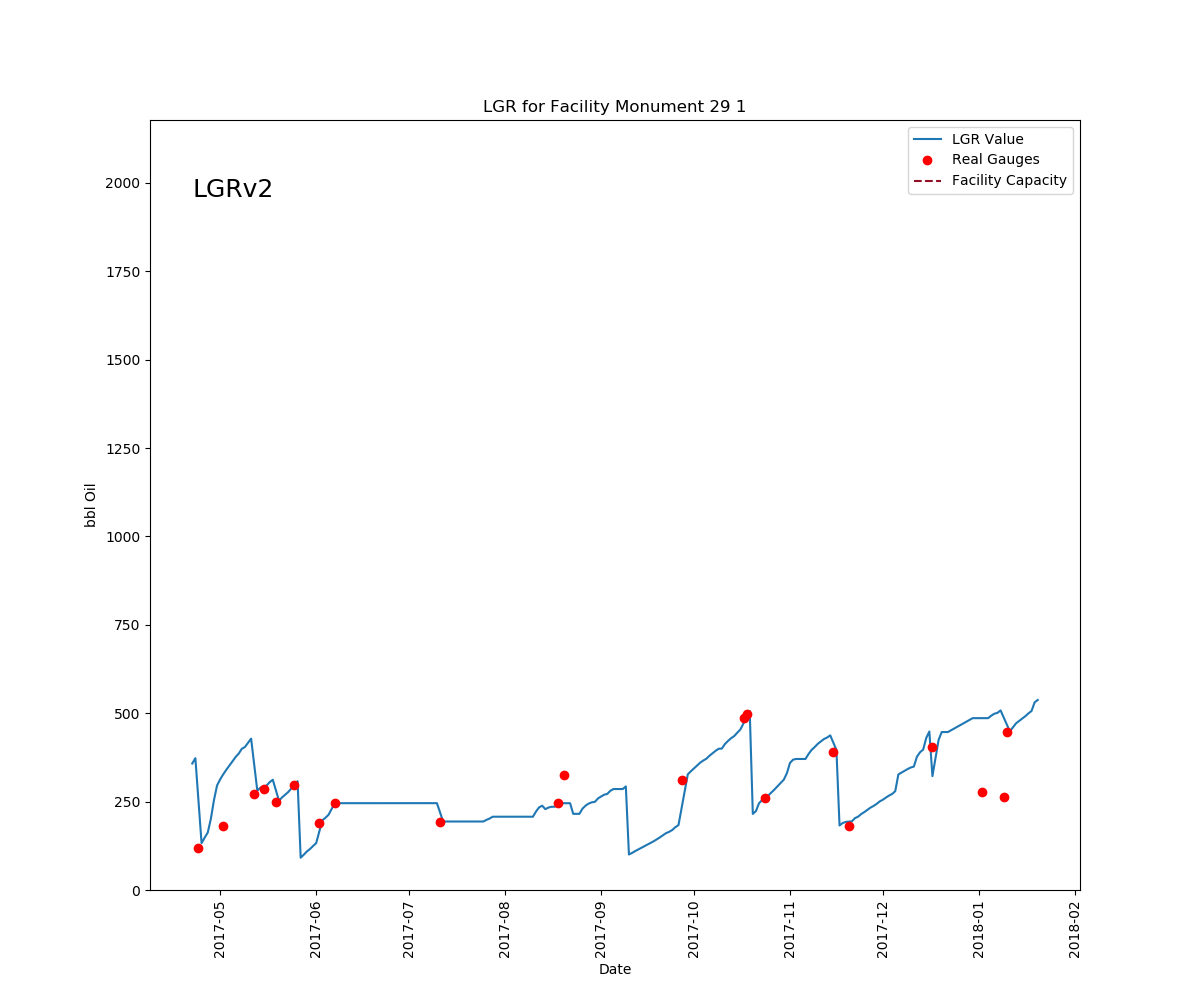 LGR for Facility Monument 29 1
LGRv2
LGR Value
Real Gauges
Facility Capacity
bbl Oil
2000
1750
1500
1250
1000
750
500
250
0
2017-05
2017-06
2017-07
2017-08
2017-09
2017-10
2017-11
2017-12
2018-01
2018-02
Date